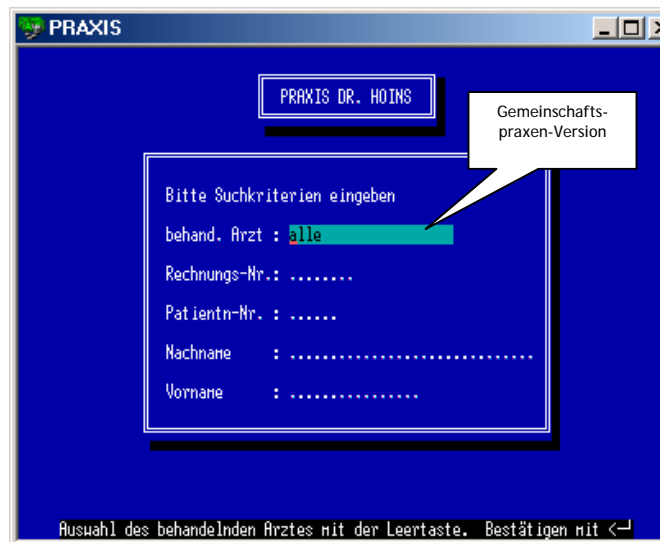 PRAXIS
PRAXIS DR. HOINS
Gemeinschafts-
praxen-Version
Bitte Suchkriterien eingeben
behand. Arzt : alle
Rechnungs-Nr.: ........
Patientn-Nr. : ......
Nachname : ..............................
Vorname : ................
Auswahl des behandelnden Arztes mit der Leertaste. Bestätigen mit <─┘